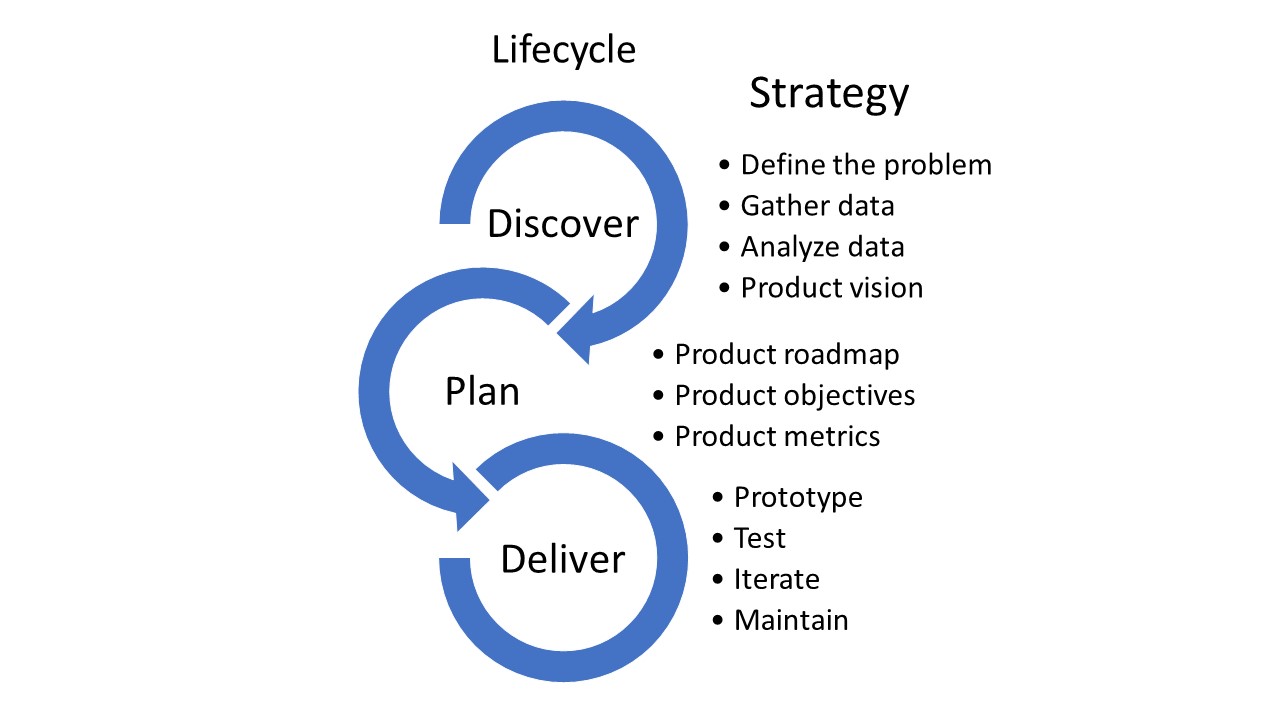 Lifecycle
Strategy
Discover
• Define the problem
• Gather data
• Analyze data
• Product vision
Plan
• Product roadmap
• Product objectives
• Product metrics
Deliver
• Prototype
• Test
• Iterate
• Maintain